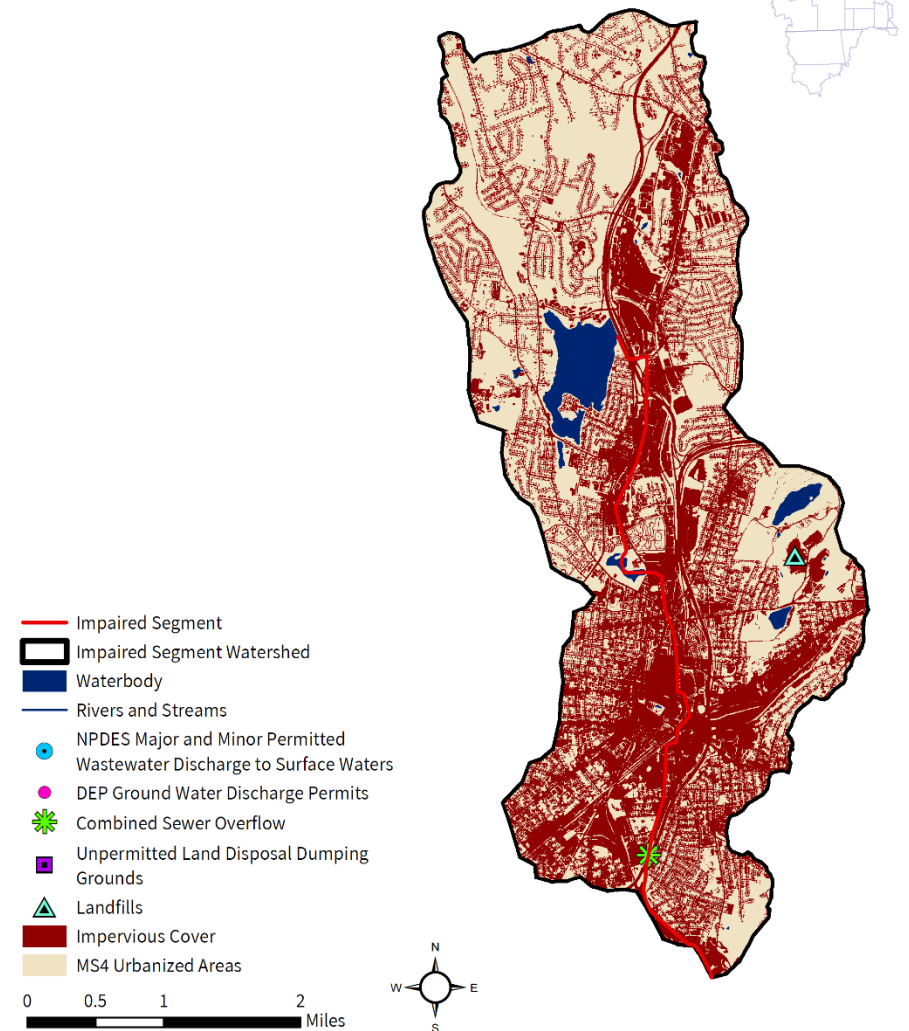 Impaired Segment
Impaired Segment Watershed
Waterbody
Rivers and Streams
NPDES Major and Minor Permitted
Wastewater Discharge to Surface Waters
DEP Ground Water Discharge Permits
Combined Sewer Overflow
Unpermitted Land Disposal Dumping
Grounds
Landfills
Impervious Cover
MS4 Urbanized Areas
0 0.5 1 2
Miles
N
W E
S